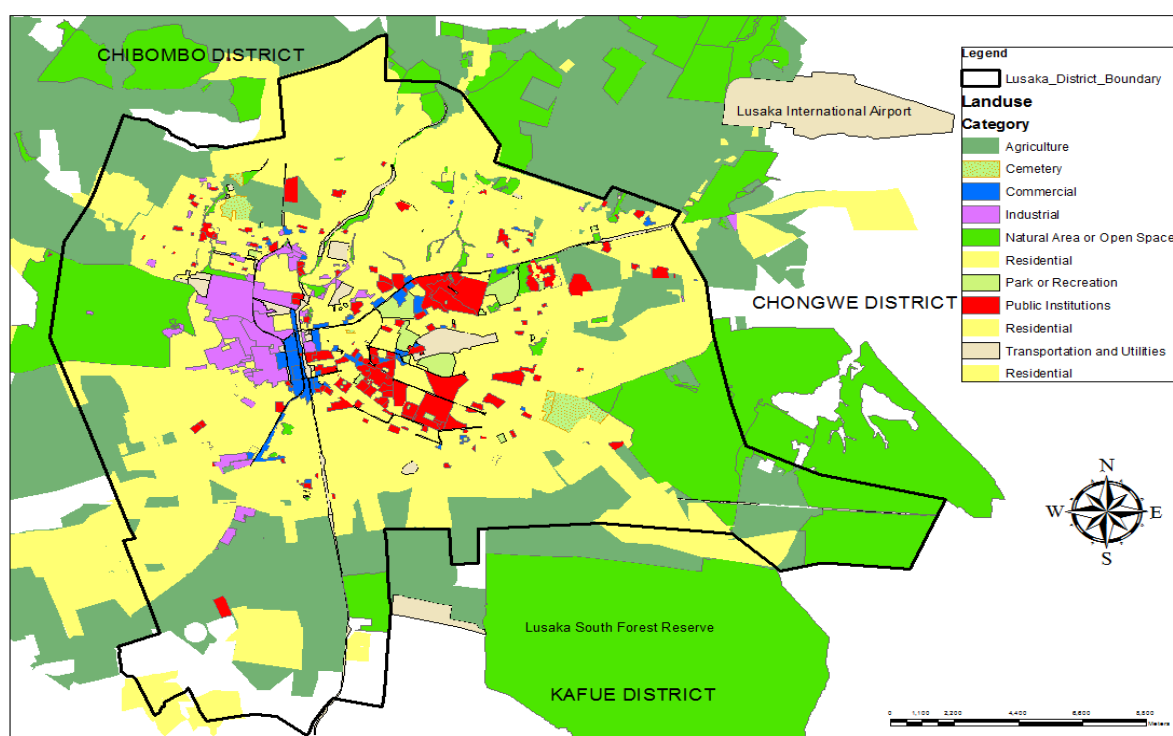 CHIBOMBO DISTRICT
Lusaka International Airport
CHONGWE DISTRICT
Lusaka South Forest Reserve
KAFUE DISTRICT
Legend
Lusaka_District_Boundary
Landuse
Category
Agriculture
Cemetery
Commercial
Industrial
Natural Area or Open Space
Residential
Park or Recreation
Public Institutions
Residential
Transportation and Utilities
Residential
N
W E
S
0 1,100 2,200 4,400 6,600 8,800
Meters